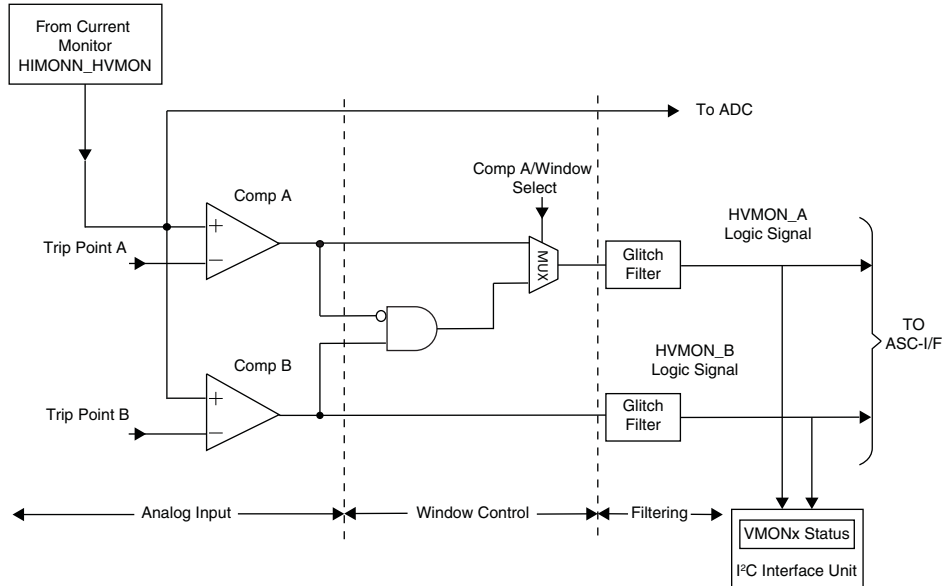 From Current
Monitor
HIMONN_HVMON
To ADC
Comp A/Window
Select
Comp A
HVMON_A
Logic Signal
Trip Point A
+
−
MUX
Glitch
Filter
TO
ASC-I/F
HVMON_B
Logic Signal
Comp B
Trip Point B
+
−
Glitch
Filter
Analog Input
Window Control
Filtering
VMONx Status
I²C Interface Unit